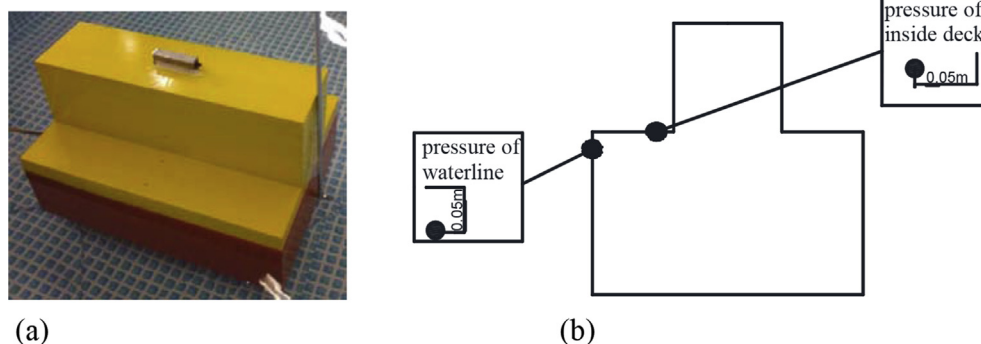 pressure of
inside deck
0.05m
pressure of
waterline
0.05m
(a)
(b)